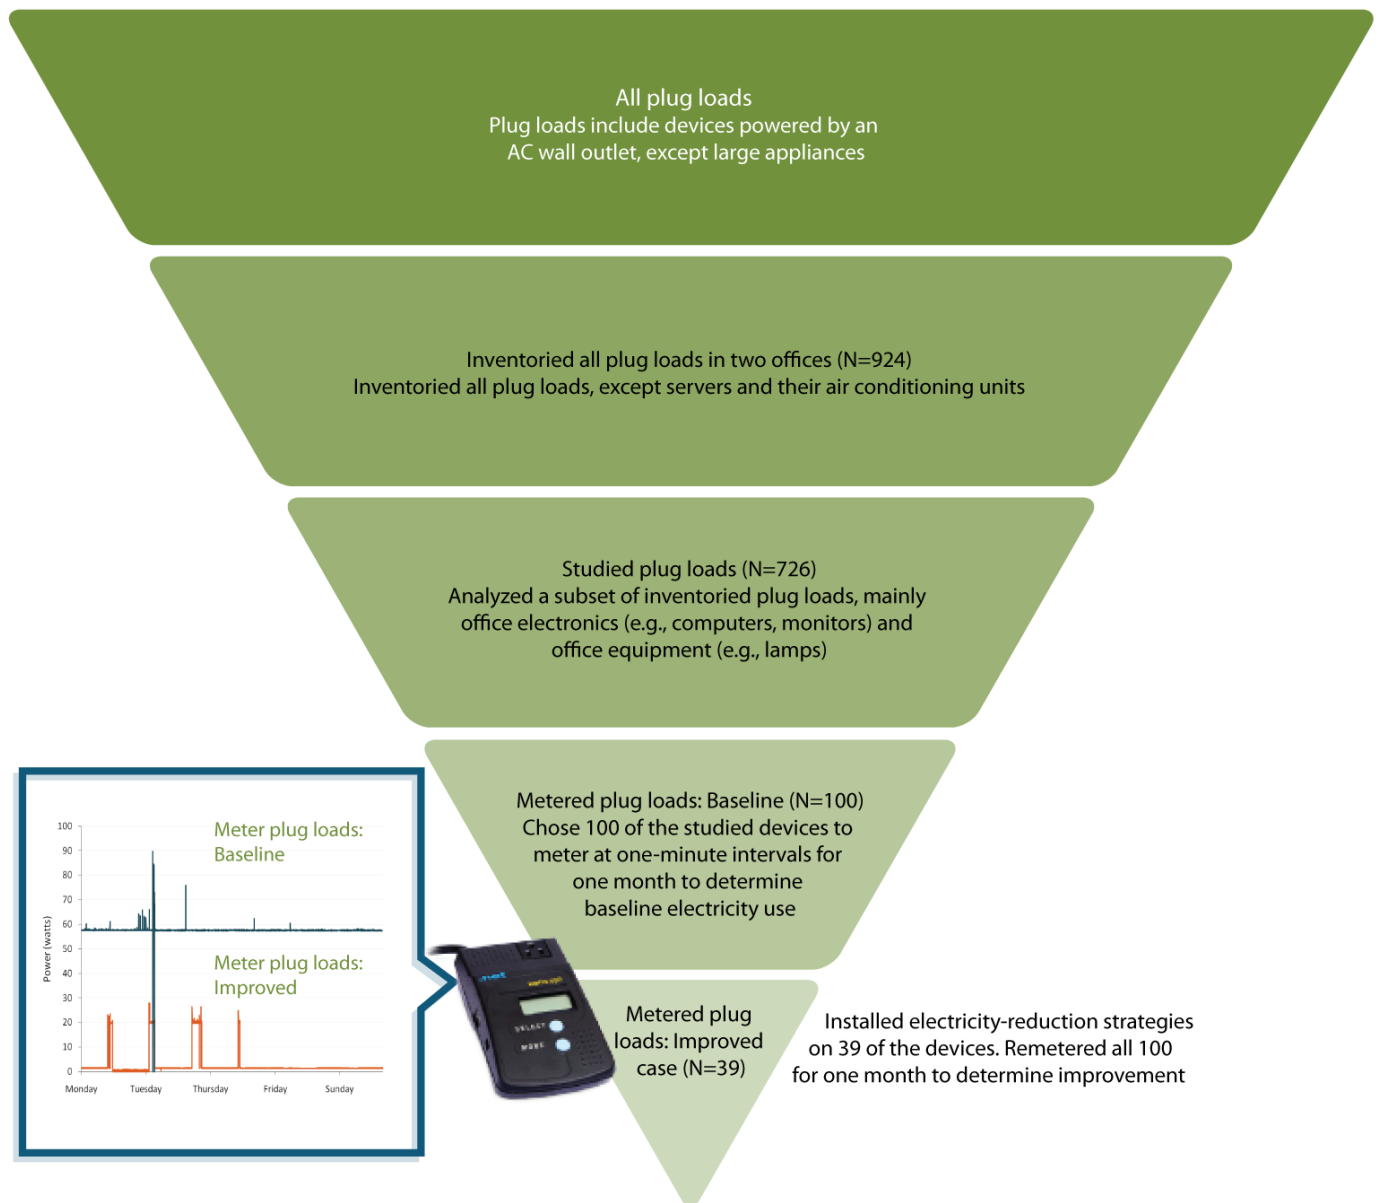 All plug loads
Plug loads include devices powered by an
AC wall outlet, except large appliances
Inventoried all plug loads in two offices (N=924)
Inventoried all plug loads, except servers and their air conditioning units
Studied plug loads (N=726)
Analyzed a subset of inventoried plug loads, mainly
office electronics (e.g., computers, monitors) and
office equipment (e.g., lamps)
Metered plug loads: Baseline (N=100)
Chose 100 of the studied devices to
meter at one-minute intervals for
one month to determine
baseline electricity use
Meter plug loads:
Baseline
Meter plug loads:
Improved
Power (watts)
100
90
80
70
60
50
40
30
20
10
0
Monday Tuesday Thursday Friday Sunday
SELECT
MODE
Metered plug
loads: Improved
case (N=39)
Installed electricity-reduction strategies
on 39 of the devices. Remetered all 100
for one month to determine improvement